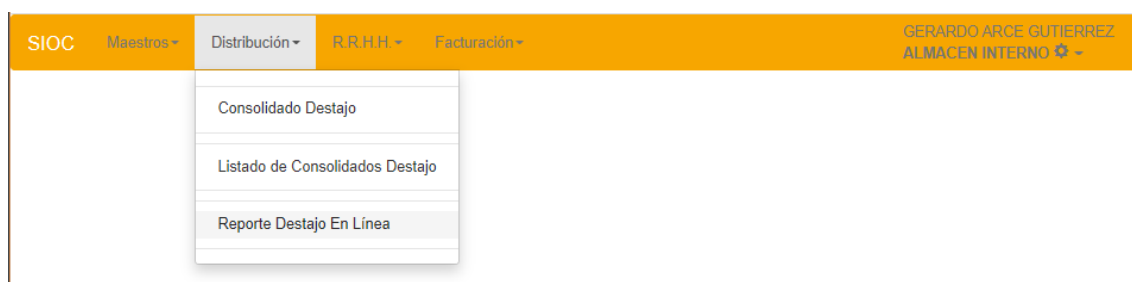 SIOC Maestros Distribución R.R.H.H. Facturación GERARDO ARCE GUTIERREZ
ALMACEN INTERNO
Consolidado Destajo
Listado de Consolidados Destajo
Reporte Destajo En Línea